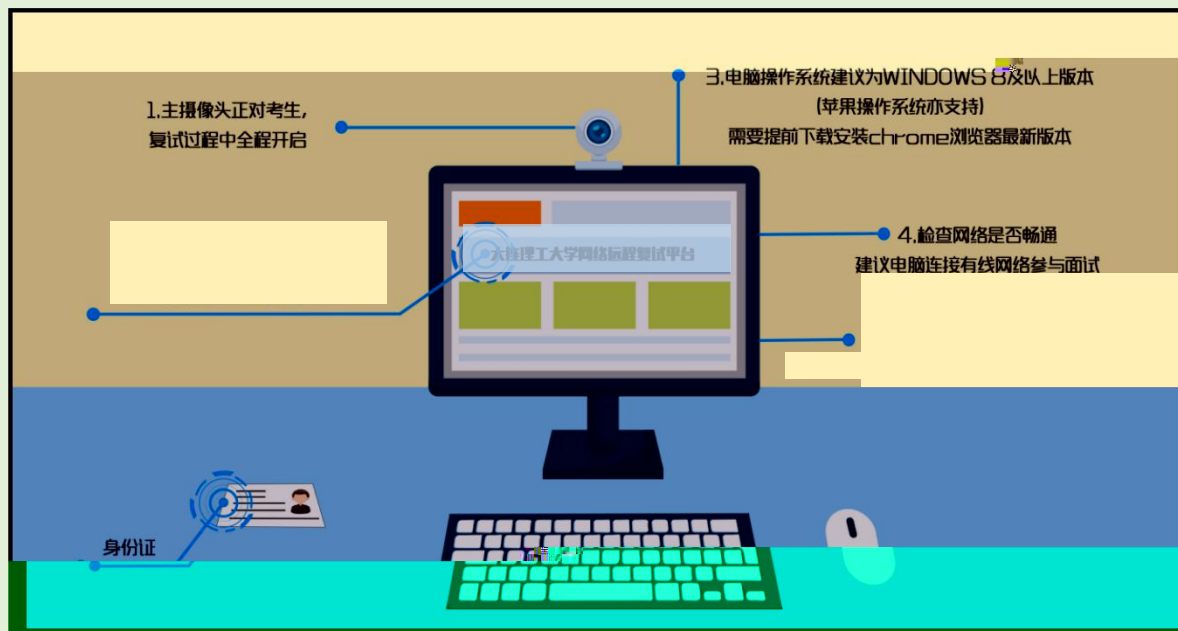 1.主摄像头正对考生,
复试过程中全程开启
3.电脑操作系统建议为WINDOWS 8及以上版本
(苹果操作系统亦支持)
需要提前下载安装chrome浏览器最新版本
大连理工大学网络远程复试平台
4.检查网络是否畅通
建议电脑连接有线网络参与面试
身份证